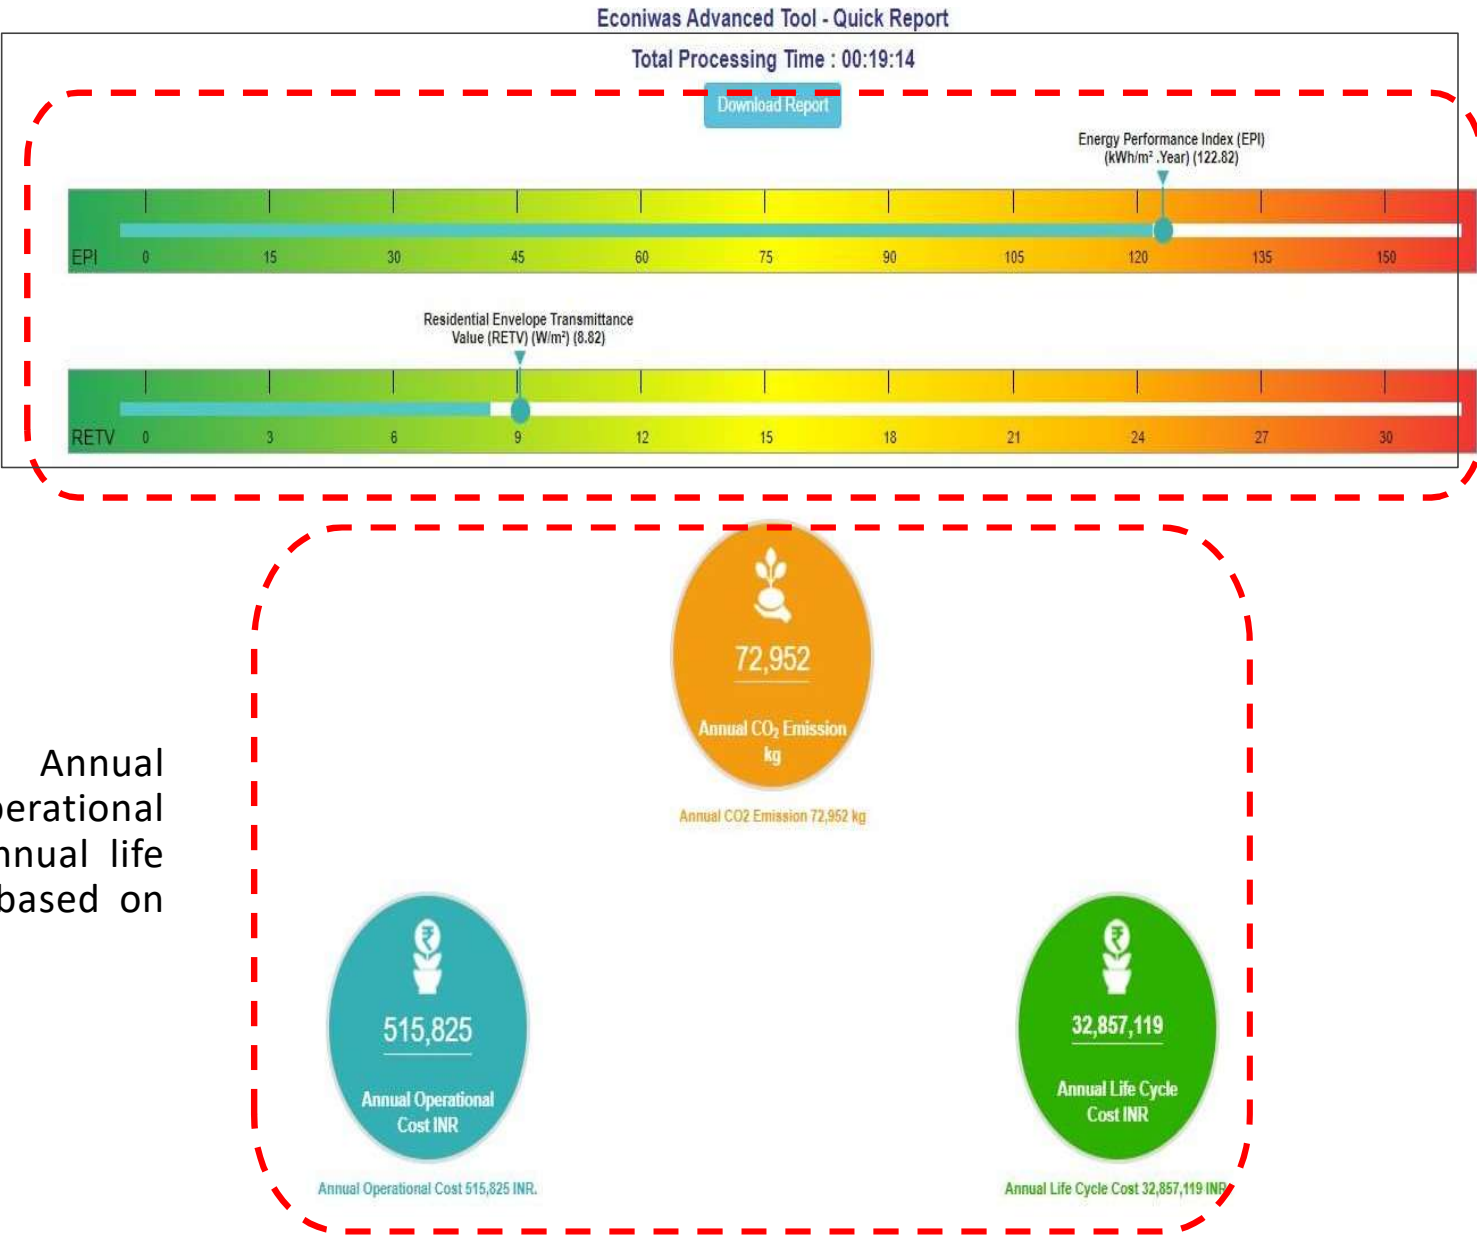 Econiwas Advanced Tool - Quick Report
Total Processing Time : 00:19:14
Download Report
Energy Performance Index (EPI)
(kWh/m² .Year) (122.82)
EPI 0 15 30 45 60 75 90 105 120 135 150
Residential Envelope Transmittance
Value (RETV) (W/m²) (8.82)
RETV 0 3 6 9 12 15 18 21 24 27 30
72,952
Annual CO₂ Emission
kg
Annual CO2 Emission 72,952 kg
Annual
perational
nnual life
based on
515,825
Annual Operational
Cost INR
Annual Operational Cost 515,825 INR.
32,857,119
Annual Life Cycle
Cost INR
Annual Life Cycle Cost 32,857,119 INR